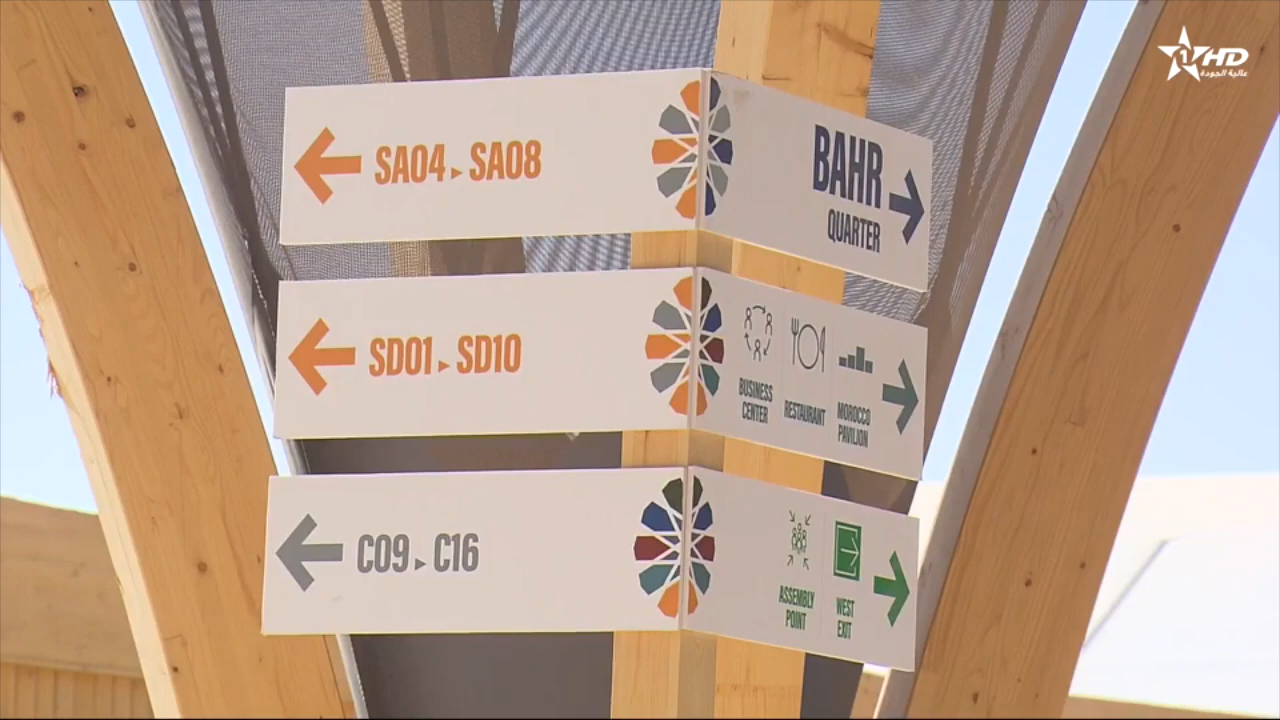 1 HD
عالية الجودة
SA04 ▸ SA08
BAHR
QUARTER
SD01 ▸ SD10
BUSINESS
CENTER
RESTAURANT
MOROCCO
PAVILION
C09 ▸ C16
ASSEMBLY
POINT
WEST
EXIT